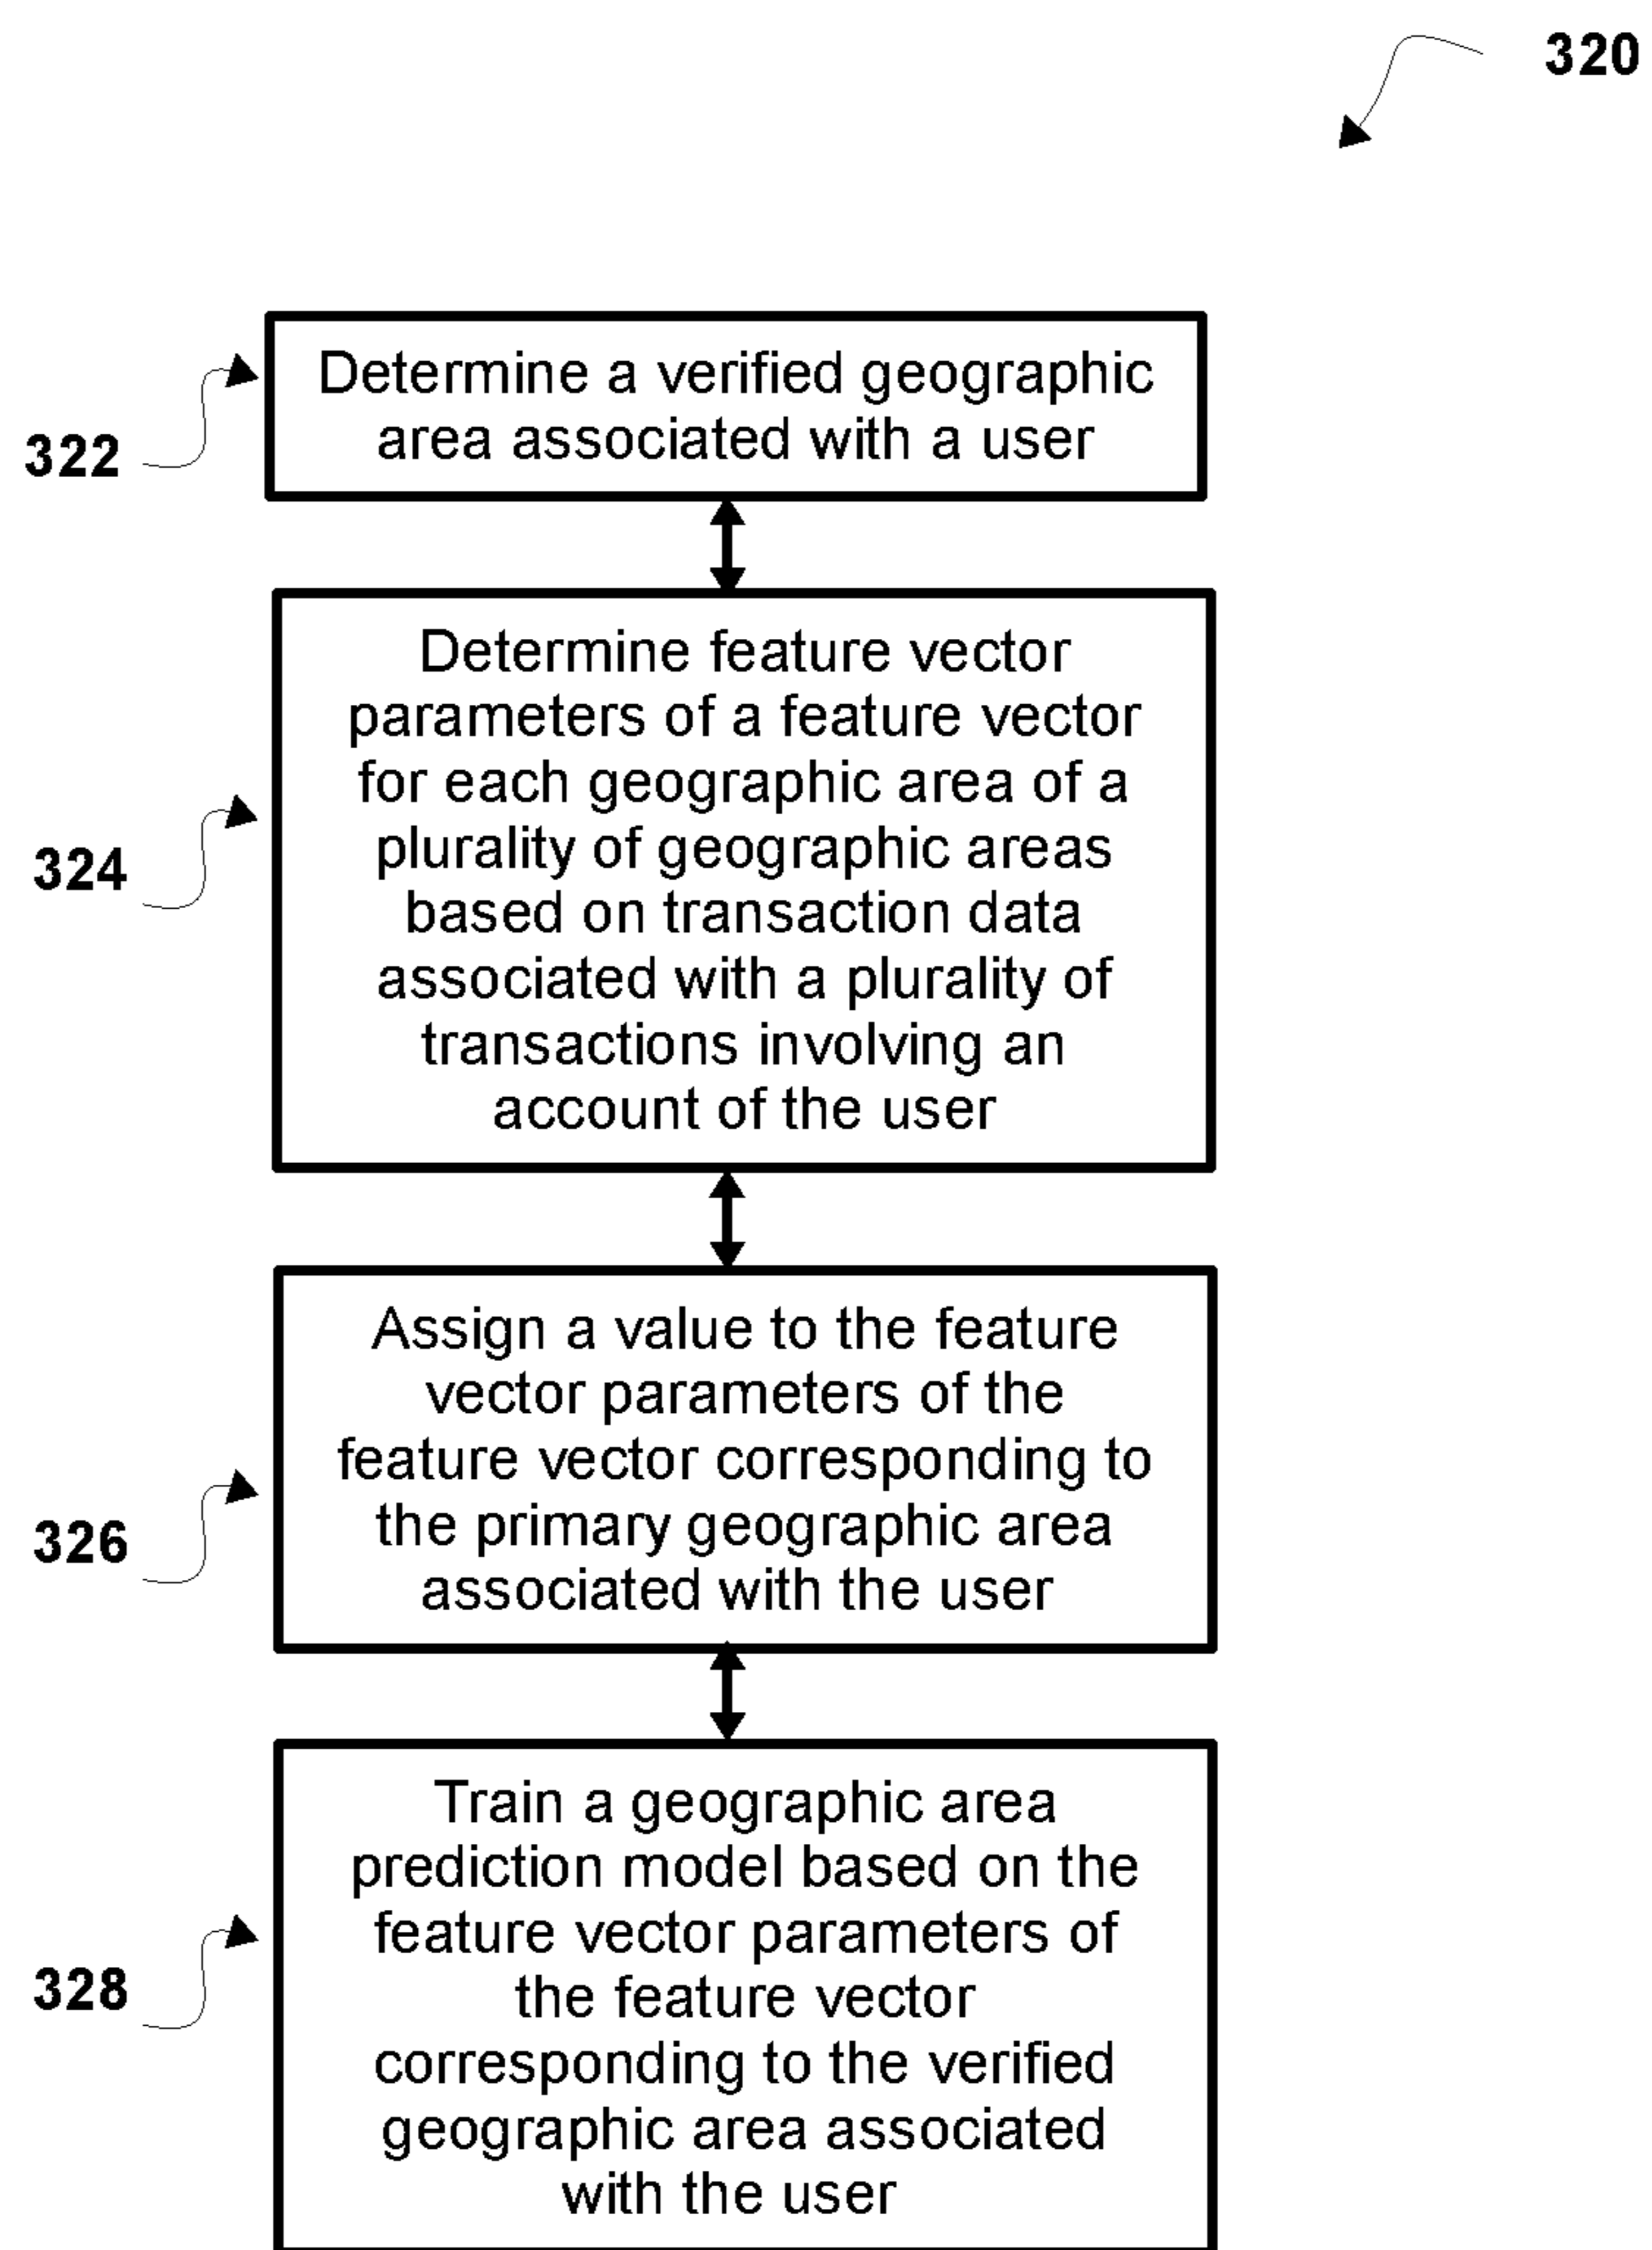 320
Determine a verified geographic
area associated with a user
322
Determine feature vector
parameters of a feature vector
for each geographic area of a
plurality of geographic areas
based on transaction data
associated with a plurality of
transactions involving an
account of the user
324
Assign a value to the feature
vector parameters of the
feature vector corresponding to
the primary geographic area
associated with the user
326
Train a geographic area
prediction model based on the
feature vector parameters of
the feature vector
corresponding to the verified
geographic area associated
with the user
328